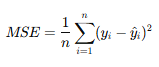 MSE = \frac{1}{n} \sum_{i=1}^{n} (y_i - \hat{y}_i)^2